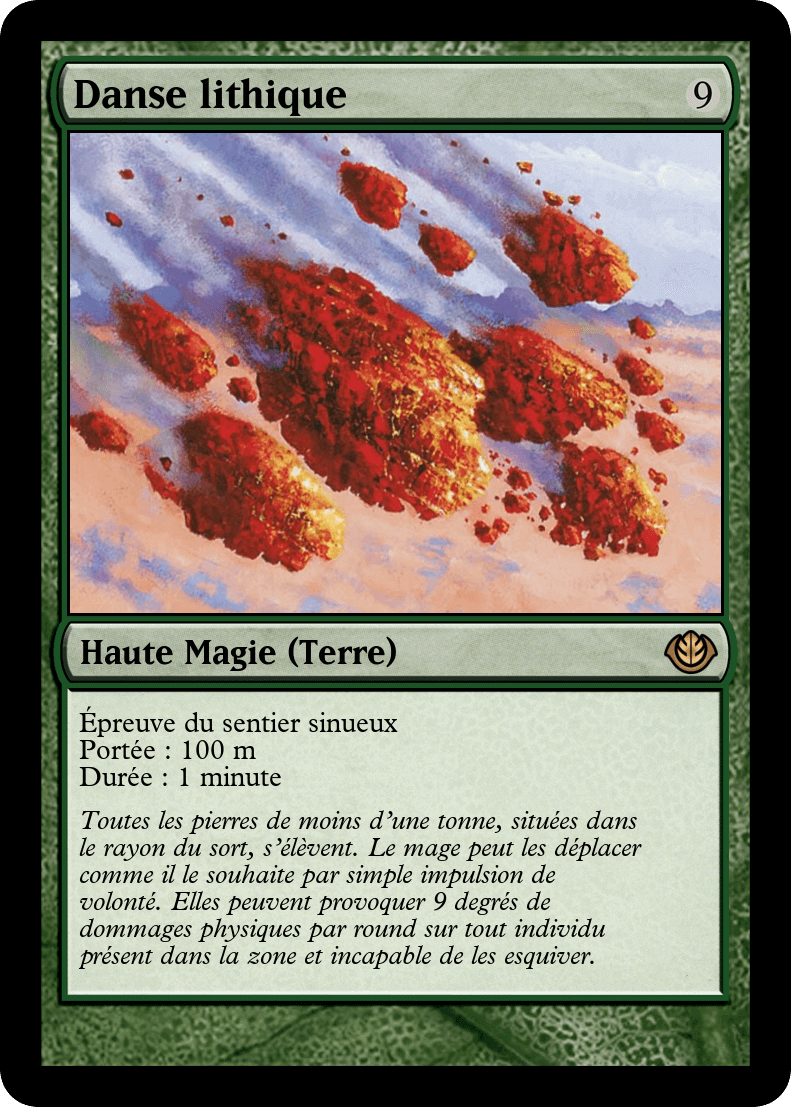 Danse lithique
9
Haute Magie (Terre)
Épreuve du sentier sinueux
Portée : 100 m
Durée : 1 minute
Toutes les pierres de moins d’une tonne, situées dans
le rayon du sort, s’élèvent. Le mage peut les déplacer
comme il le souhaite par simple impulsion de
volonté. Elles peuvent provoquer 9 degrés de
dommages physiques par round sur tout individu
présent dans la zone et incapable de les esquiver.